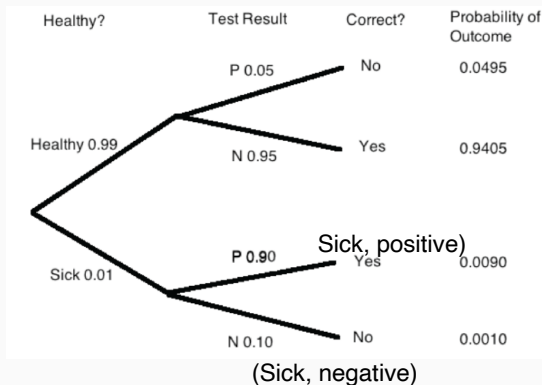 Healthy? Test Result Correct? Probability of
Outcome
P 0.05 No 0.0495
Healthy 0.99
N 0.95 Yes 0.9405
Sick, positive)
P 0.90 Yes 0.0090
Sick 0.01
N 0.10 No 0.0010
(Sick, negative)